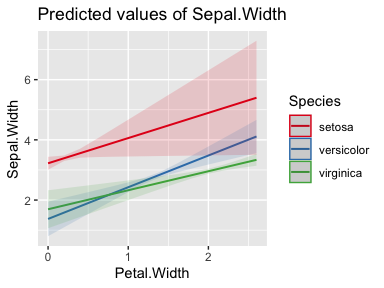 Predicted values of Sepal.Width
6
4
2
Sepal.Width
0
1
2
Petal.Width
Species
setosa
versicolor
virginica